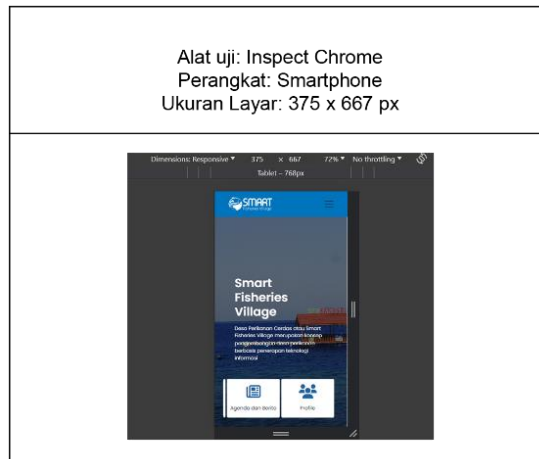 Alat uji: Inspect Chrome
Perangkat: Smartphone
Ukuran Layar: 375 x 667 px
Dimensions: Responsive ▼ 375 × 667 72% ▼ No throttling ▼
Tablet – 768px
SMART
Fisheries Village
Smart
Fisheries
Village
Desa Perikanan Cerdas atau Smart
Fisheries Village merupakan konsep
pengembangan desa perikanan
berbasis penerapan teknologi
informasi
Agenda dan Berita Profile